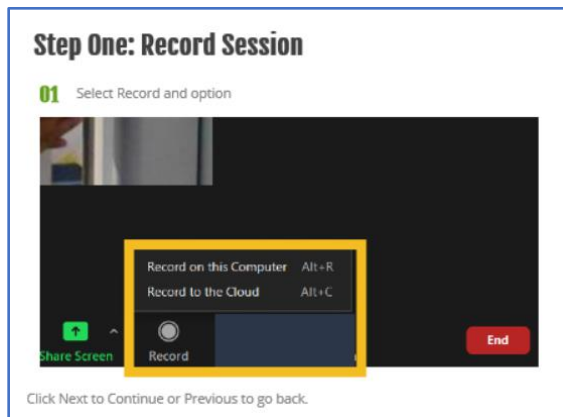 Step One: Record Session
01 Select Record and option
Record on this Computer Alt+R
Record to the Cloud Alt+C
Share Screen
Record
End
Click Next to Continue or Previous to go back.